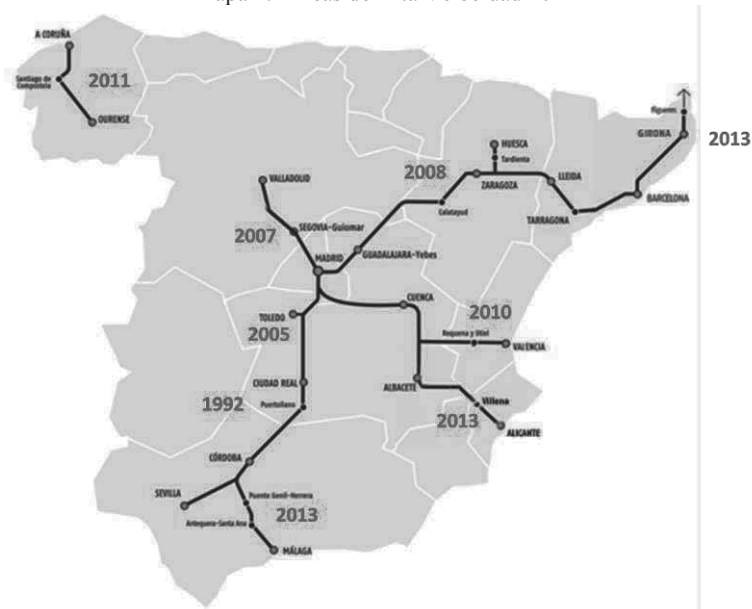 A CORUÑA
Santiago de
Compostela
2011
OURENSE
Figueres
GIRONA
2013
HUESCA
Tardienta
2008
ZARAGOZA
LLEIDA
VALLADOLID
Calatayud
BARCELONA
TARRAGONA
SEGOVIA-Guiomar
2007
GUADALAJARA-Yebes
MADRID
CUENCA
TOLEDO
2010
2005
Requena y Utiel
VALENCIA
CIUDAD REAL
ALBACETE
1992
Puertollano
Villena
2013
ALICANTE
CÓRDOBA
SEVILLA
Puente Genil-Herrera
2013
Antequera-Santa Ana
MÁLAGA